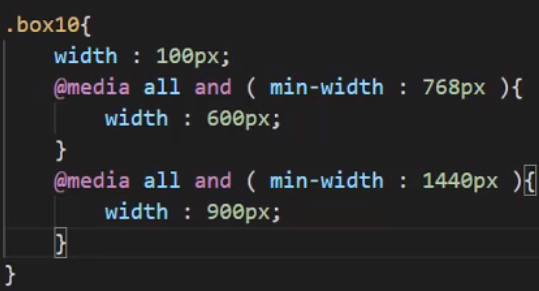 .box10{
    width : 100px;
    @media all and ( min-width : 768px ){
        width : 600px;
    }
    @media all and ( min-width : 1440px ){
        width : 900px;
    }
}